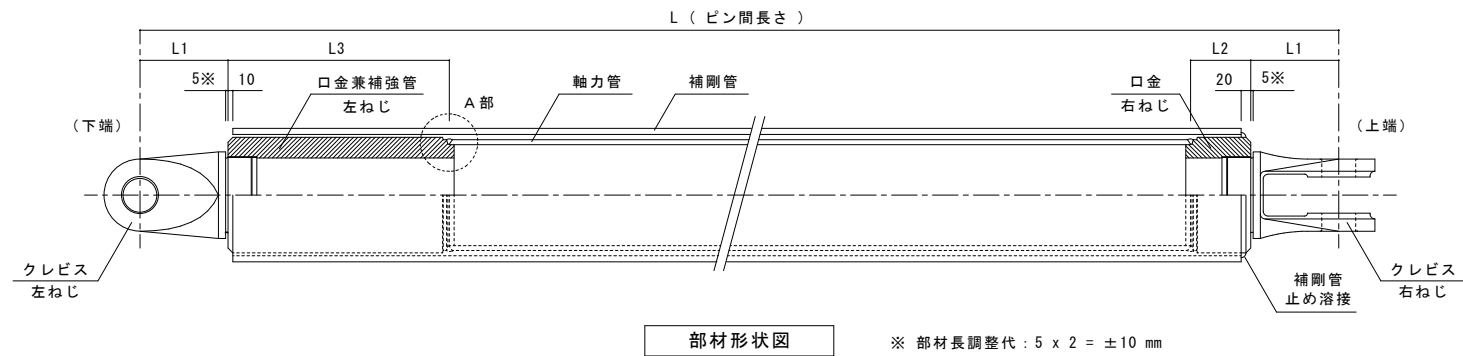 L ( ピン間長さ )
L1
L3
L2
L1
5※
10
口金兼補強管
左ねじ
A部
軸力管
補剛管
口金
右ねじ
20
5※
(下端)
(上端)
クレビス
左ねじ
補剛管
止め溶接
クレビス
右ねじ
部材形状図
※ 部材長調整代 : 5 x 2 = ±10 mm